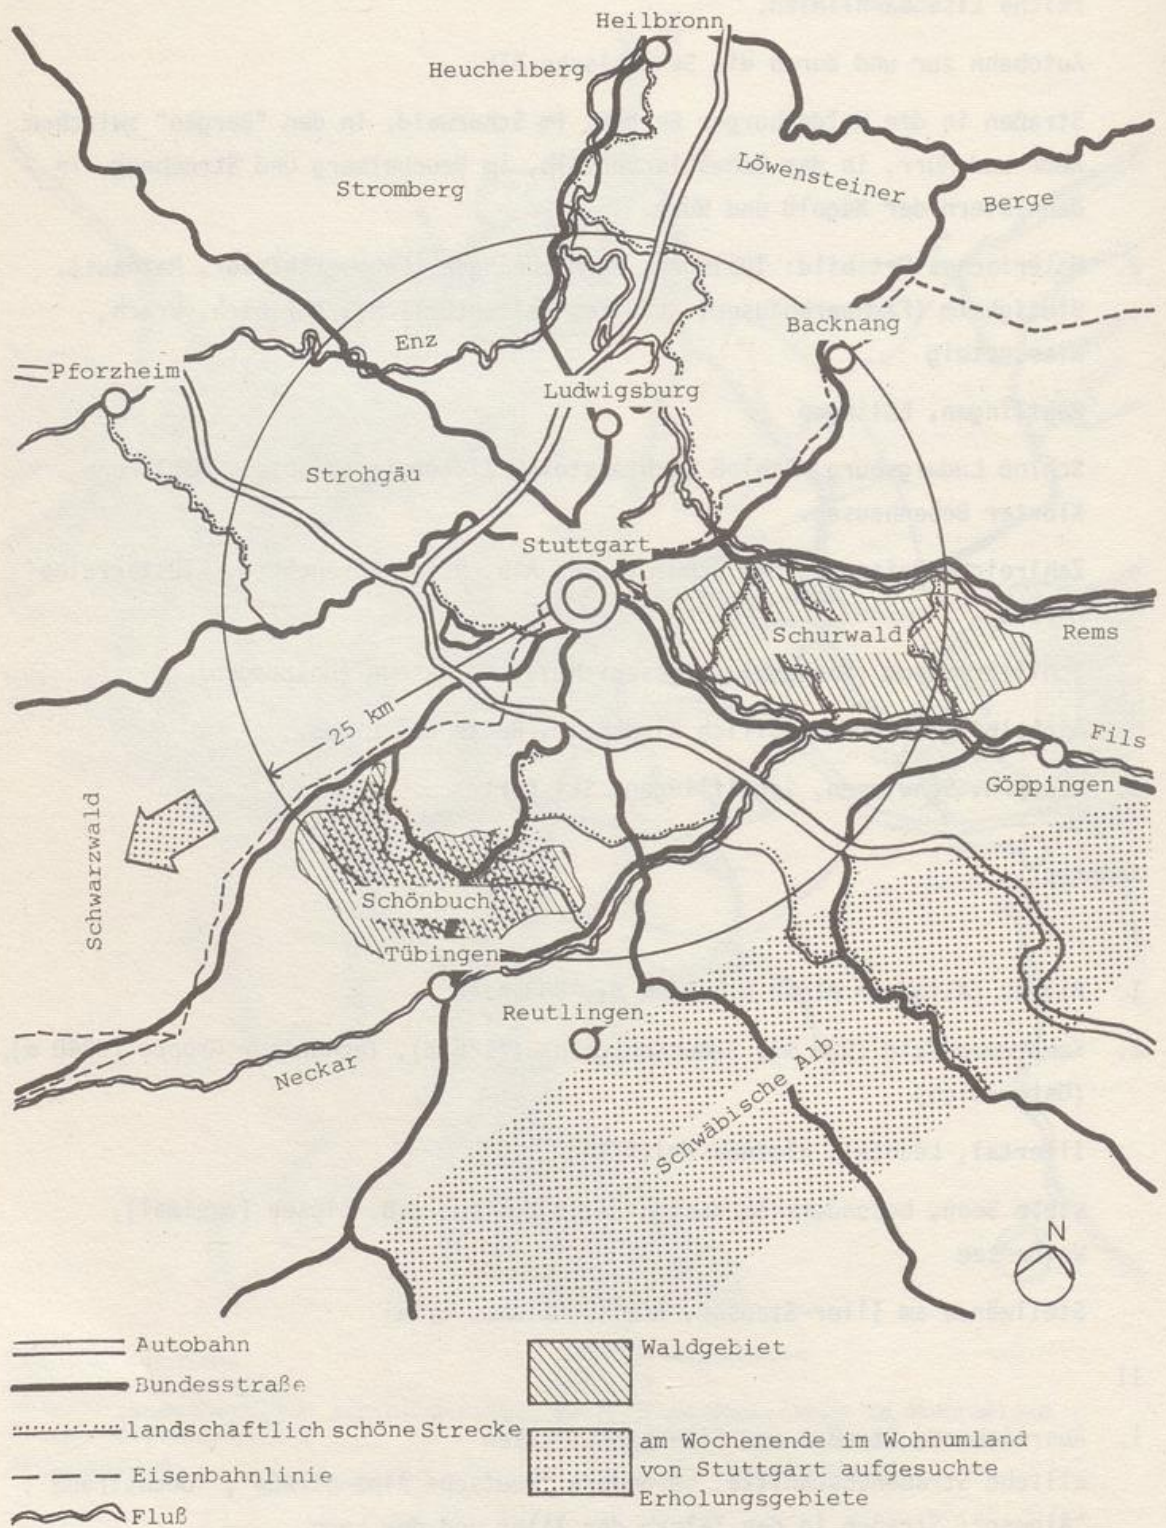 Heilbronn
Heuchelberg
Stromberg
Löwensteiner
Berge
Enz
Backnang
Pforzheim
Ludwigsburg
Strohgäu
Stuttgart
Schurwald
Rems
25 km
Fils
Göppingen
Schwarzwald
Schönbuch
Tübingen
Reutlingen
Neckar
Schwäbische Alb
N
Autobahn
Bundesstraße
landschaftlich schöne Strecke
Eisenbahnlinie
Fluß
Waldgebiet
am Wochenende im Wohnumland
von Stuttgart aufgesuchte
Erholungsgebiete